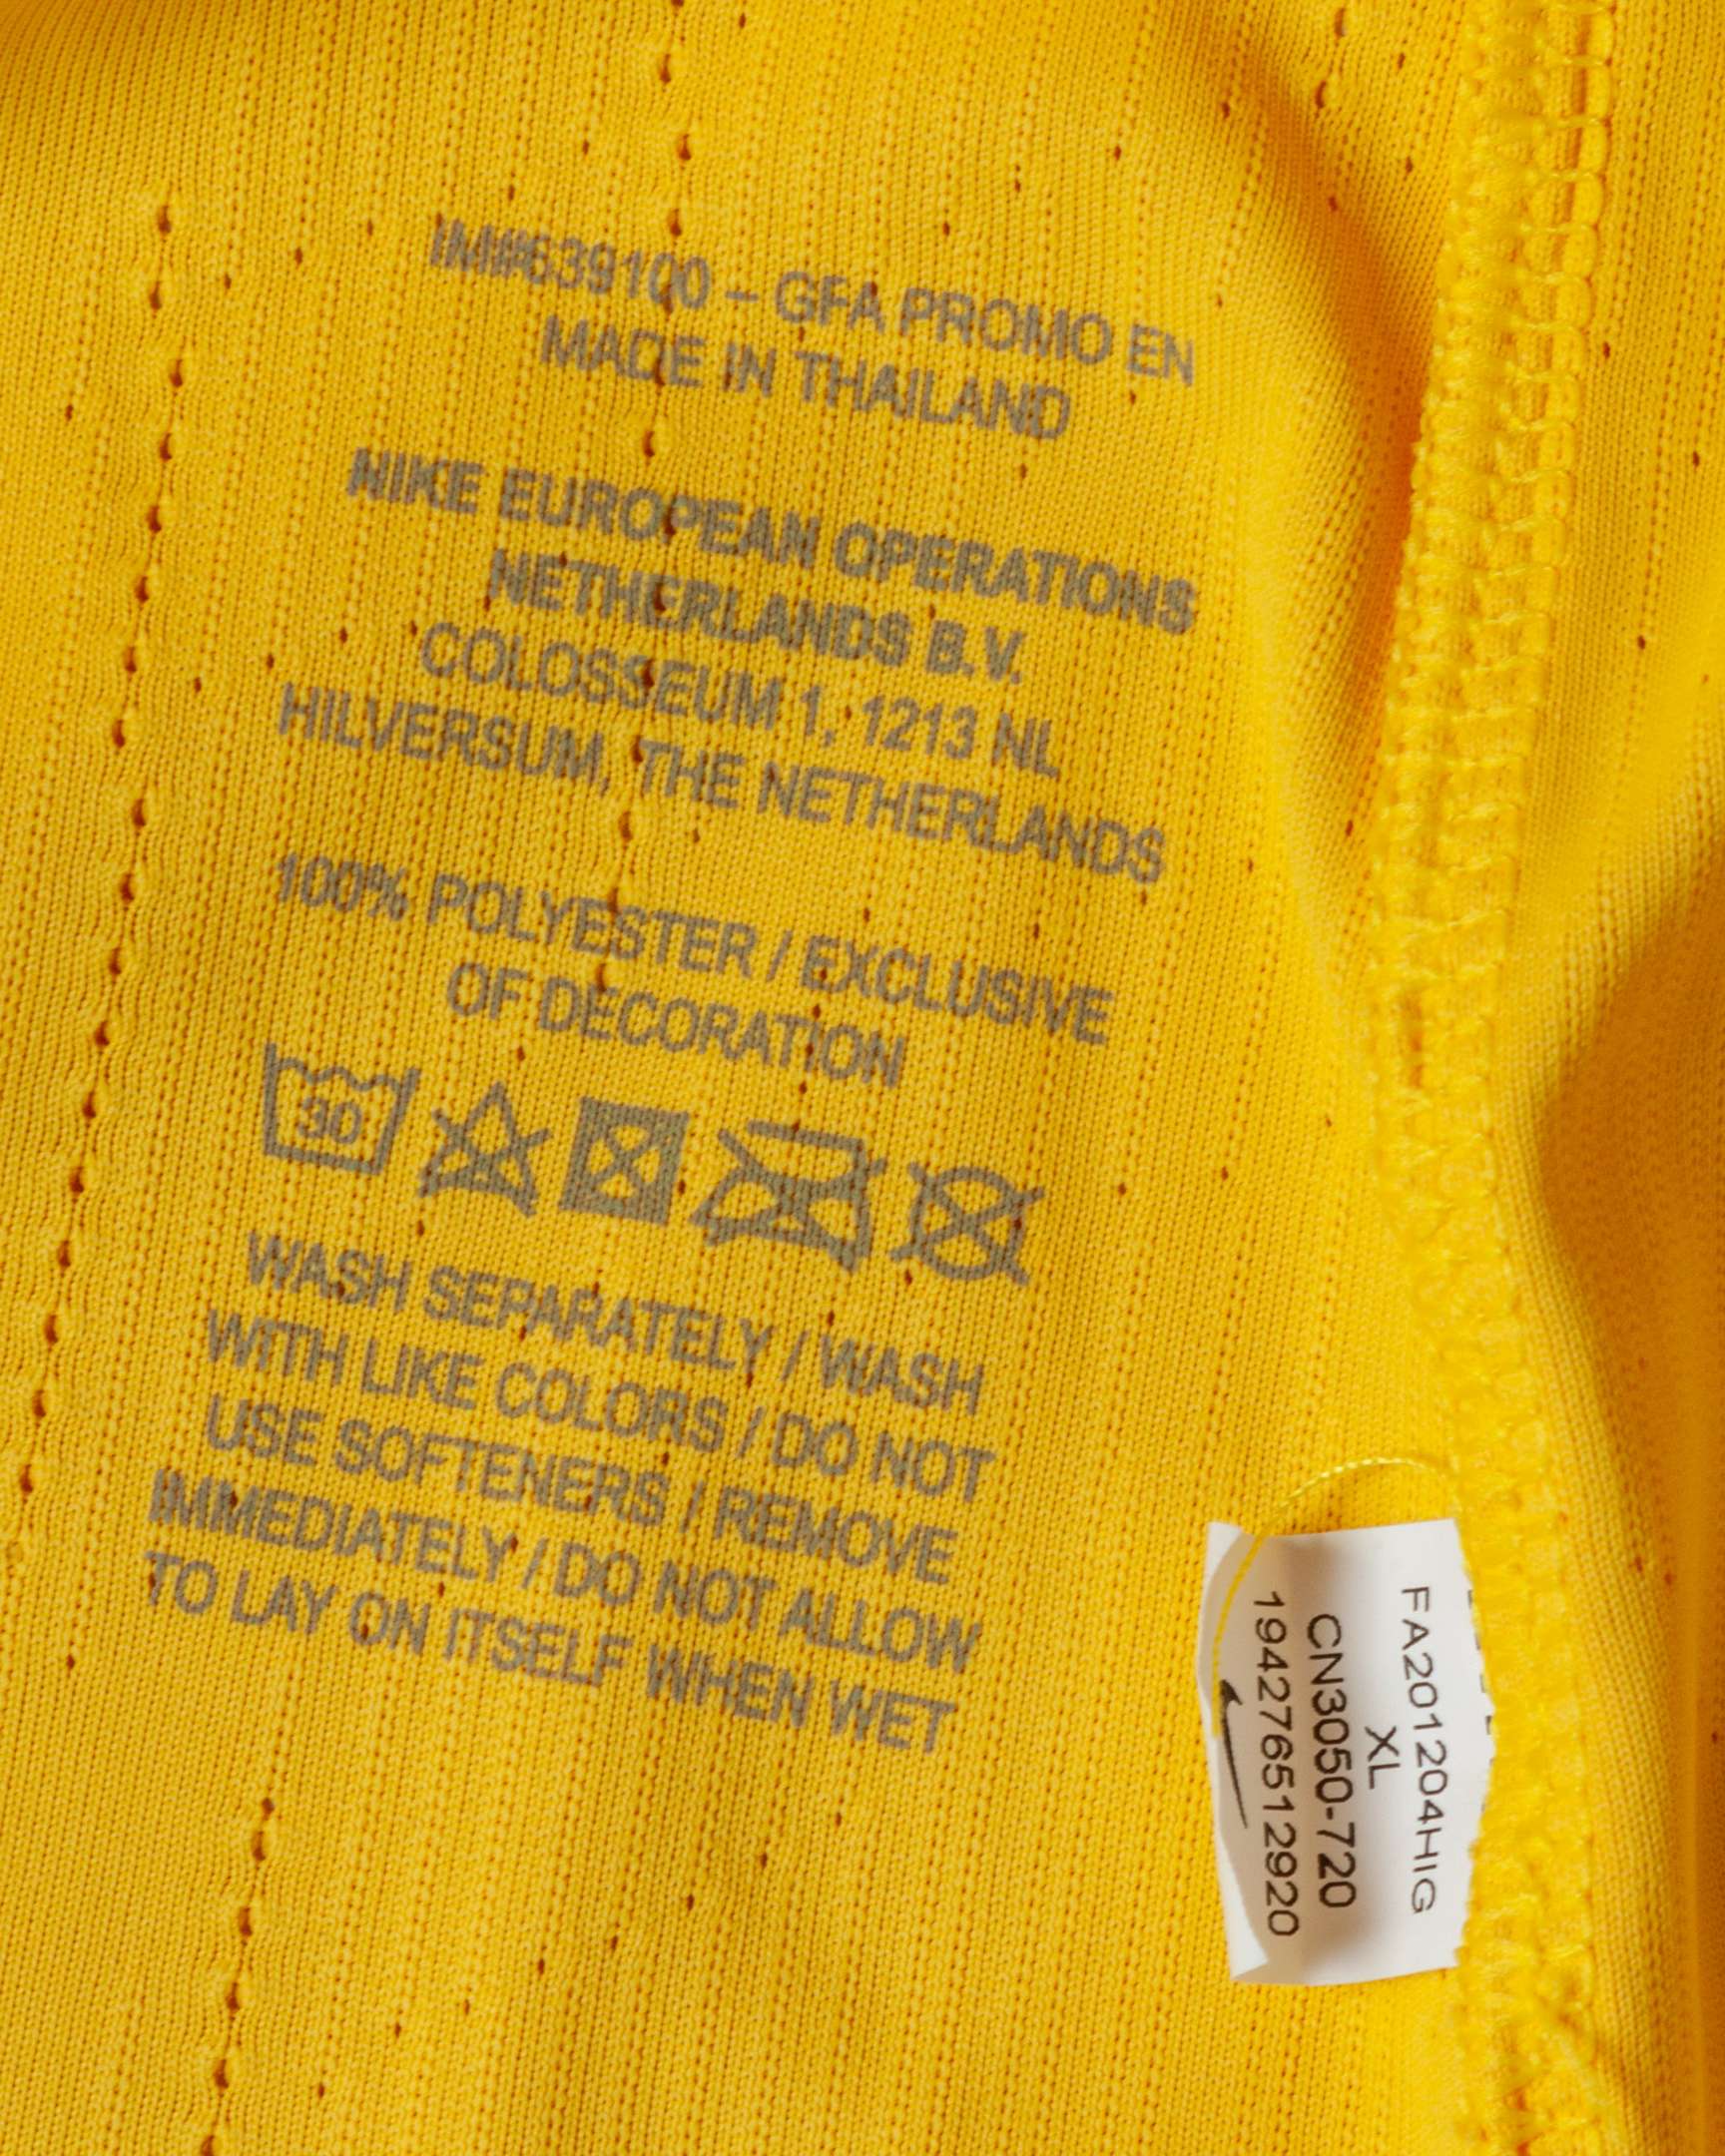 IM#639100 – GFA PROMO EN
MADE IN THAILAND
NIKE EUROPEAN OPERATIONS
NETHERLANDS B.V.
COLOSSEUM 1, 1213 NL
HILVERSUM, THE NETHERLANDS
100% POLYESTER / EXCLUSIVE
OF DECORATION
30
WASH SEPARATELY / WASH
WITH LIKE COLORS / DO NOT
USE SOFTENERS / REMOVE
IMMEDIATELY / DO NOT ALLOW
TO LAY ON ITSELF WHEN WET
FA201204HIG
XL
CN3050-720
194276512920